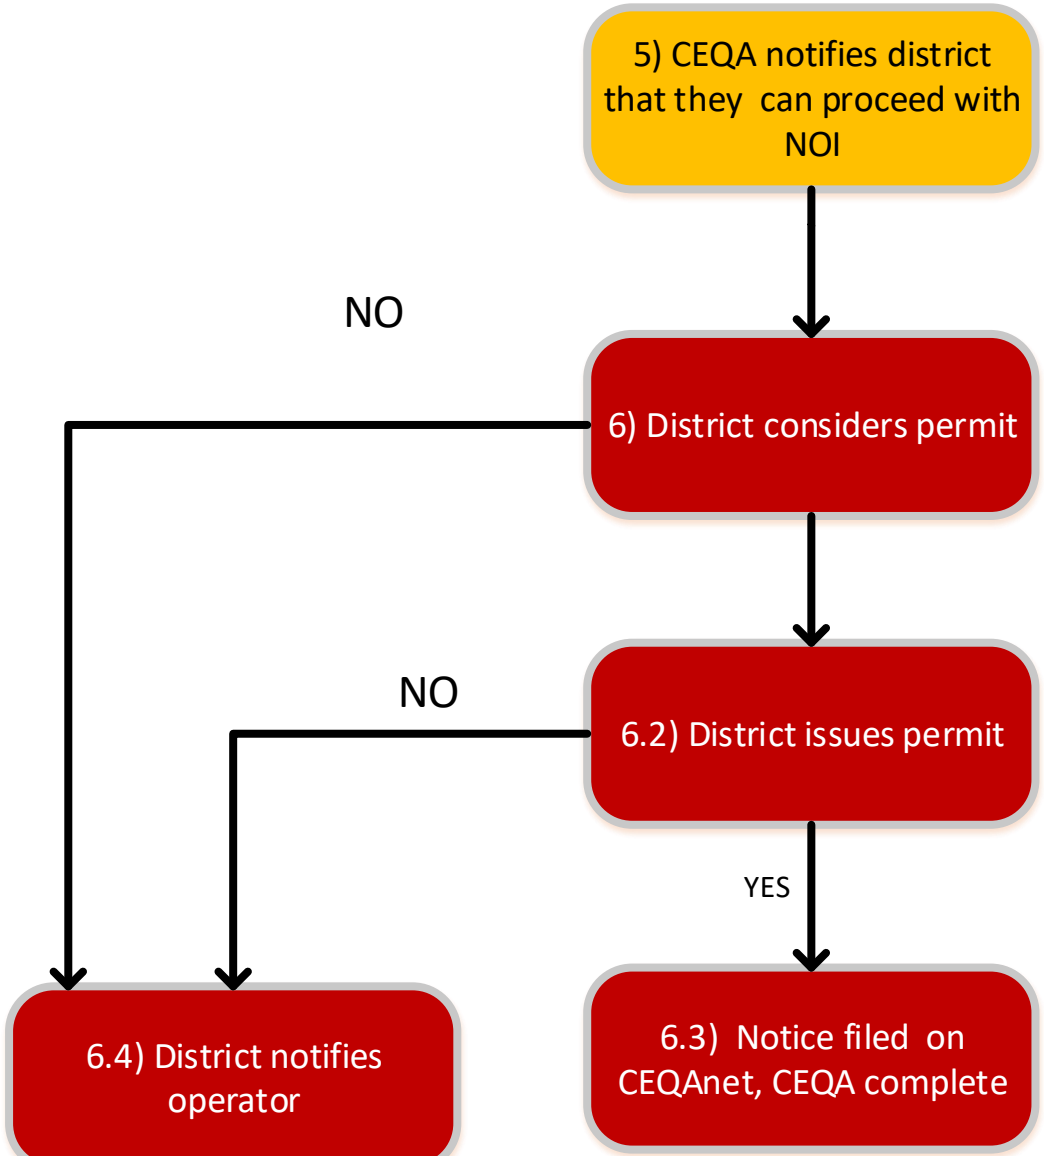 5) CEQA notifies district
that they can proceed with
NOI
NO
6) District considers permit
NO
6.2) District issues permit
YES
6.4) District notifies
operator
6.3) Notice filed on
CEQAnet, CEQA complete